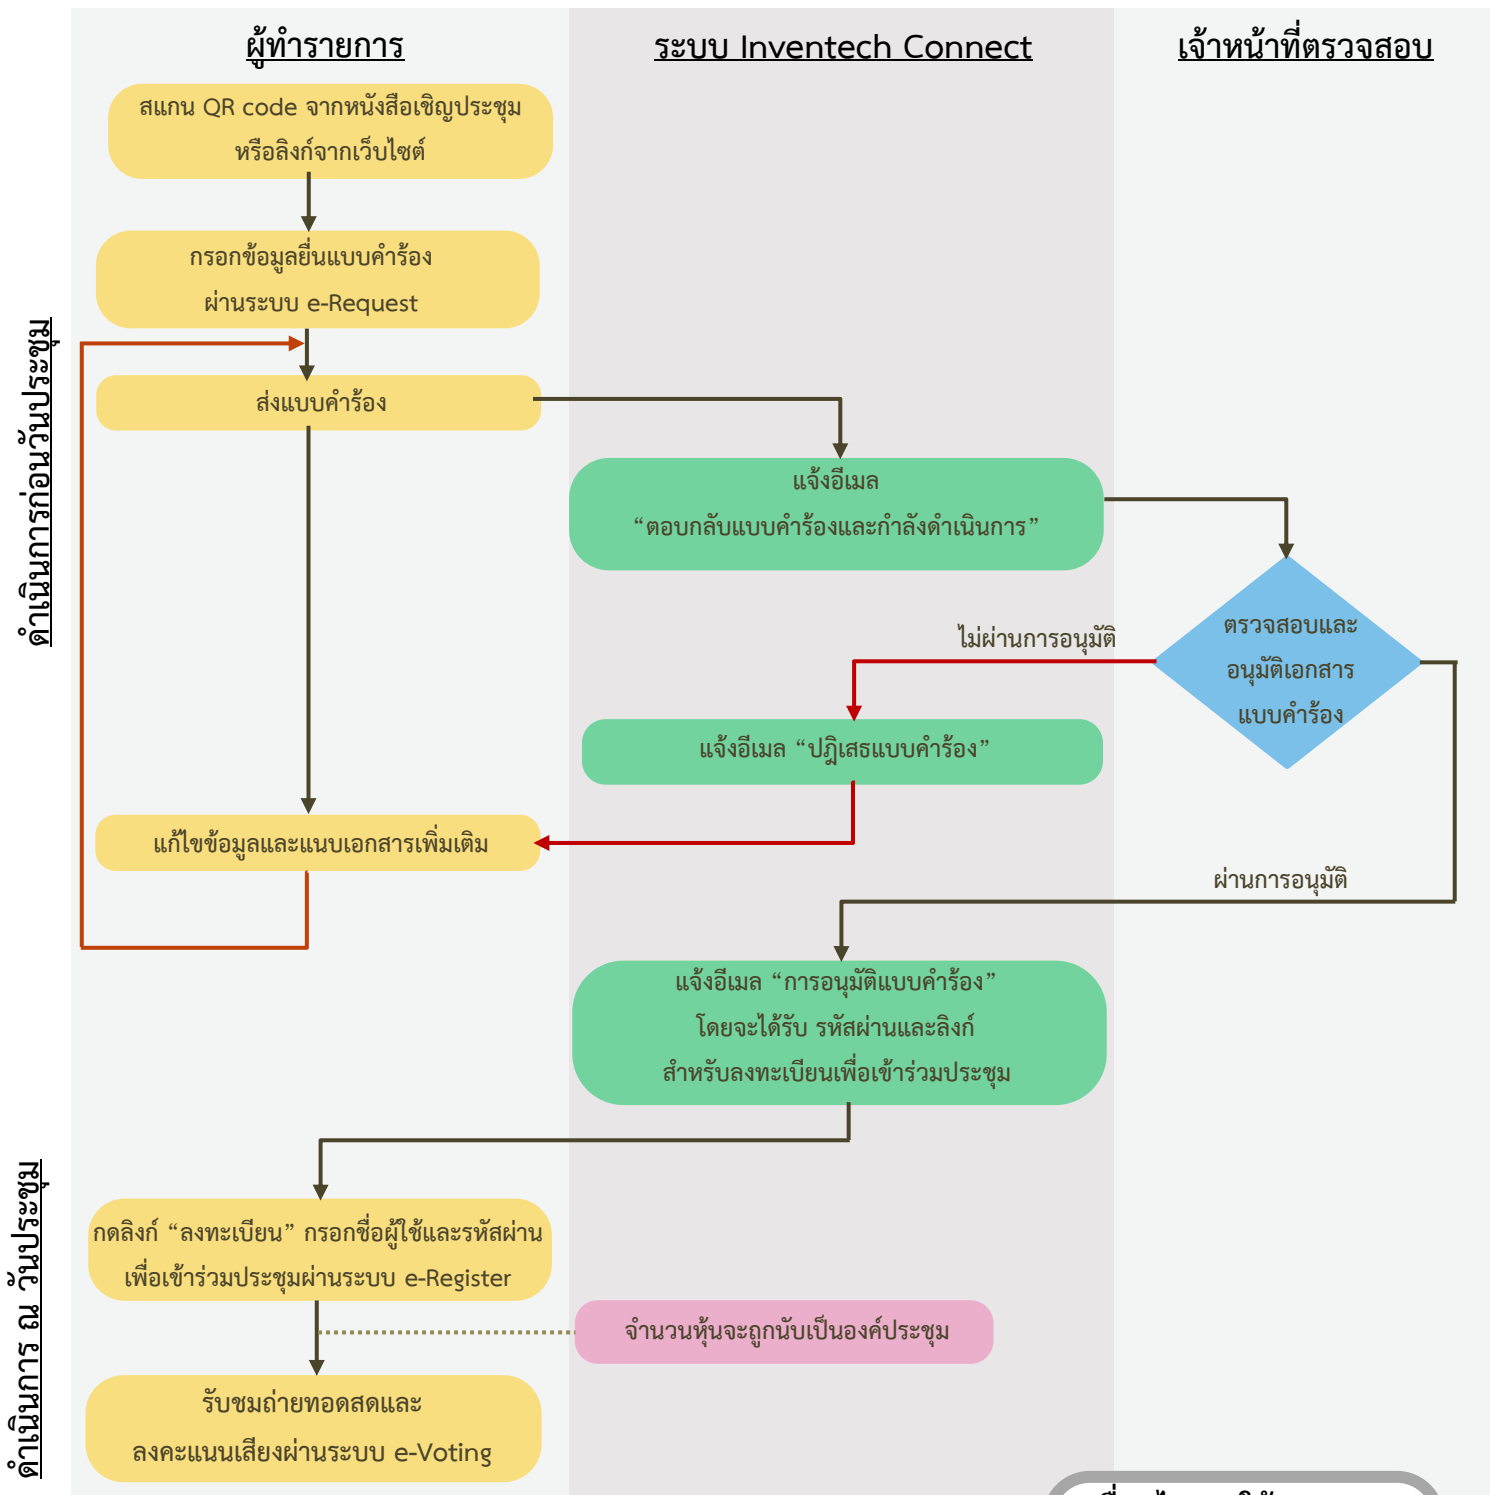 ผู้ทำรายการ
ระบบ Inventech Connect
เจ้าหน้าที่ตรวจสอบ
ดำเนินการก่อนวันประชุม
สแกน QR code จากหนังสือเชิญประชุม
หรือลิงก์จากเว็บไซต์
กรอกข้อมูลยื่นแบบคำร้อง
ผ่านระบบ e-Request
ส่งแบบคำร้อง
แจ้งอีเมล
“ตอบกลับแบบคำร้องและกำลังดำเนินการ”
ตรวจสอบและ
อนุมัติเอกสาร
แบบคำร้อง
ไม่ผ่านการอนุมัติ
แจ้งอีเมล “ปฎิเสธแบบคำร้อง”
แก้ไขข้อมูลและแนบเอกสารเพิ่มเติม
ผ่านการอนุมัติ
แจ้งอีเมล “การอนุมัติแบบคำร้อง”
โดยจะได้รับ รหัสผ่านและลิงก์
สำหรับลงทะเบียนเพื่อเข้าร่วมประชุม
ดำเนินการ ณ วันประชุม
กดลิงก์ “ลงทะเบียน” กรอกชื่อผู้ใช้และรหัสผ่าน
เพื่อเข้าร่วมประชุมผ่านระบบ e-Register
จำนวนหุ้นจะถูกนับเป็นองค์ประชุม
รับชมถ่ายทอดสดและ
ลงคะแนนเสียงผ่านระบบ e-Voting